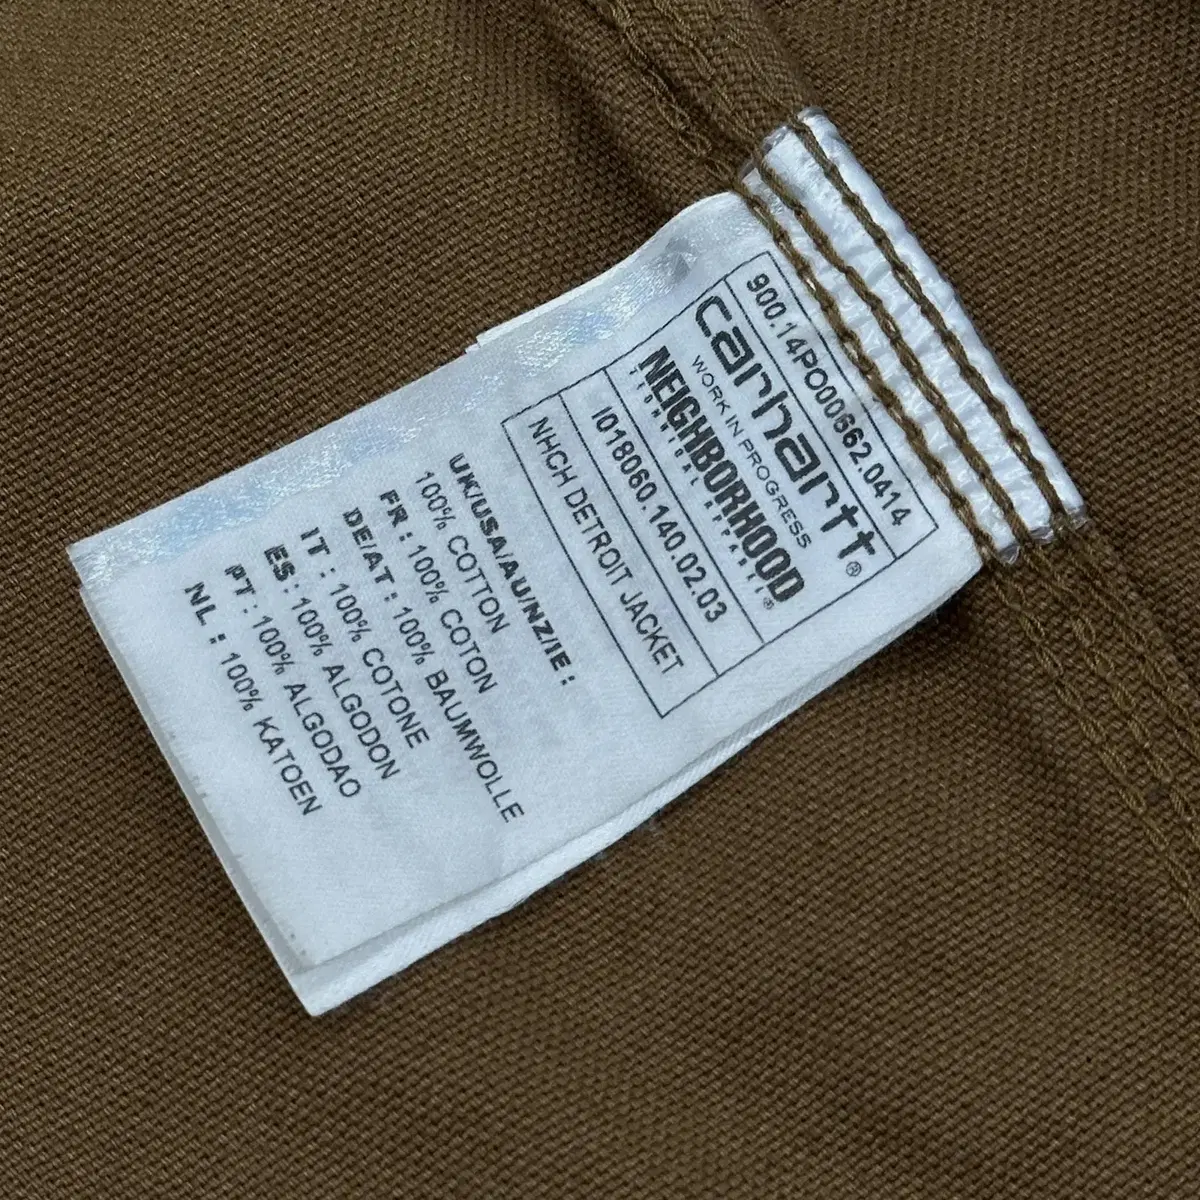 900.14PO000662.0414
carhartt®
WORK IN PROGRESS
NEIGHBORHOOD®
I018060.140.02.03
NHCH DETROIT JACKET
UK/USA/AU/NZ/IE :
100% COTTON
FR : 100% COTON
DE/AT : 100% BAUMWOLLE
IT : 100% COTONE
ES : 100% ALGODON
PT : 100% ALGODAO
NL : 100% KATOEN